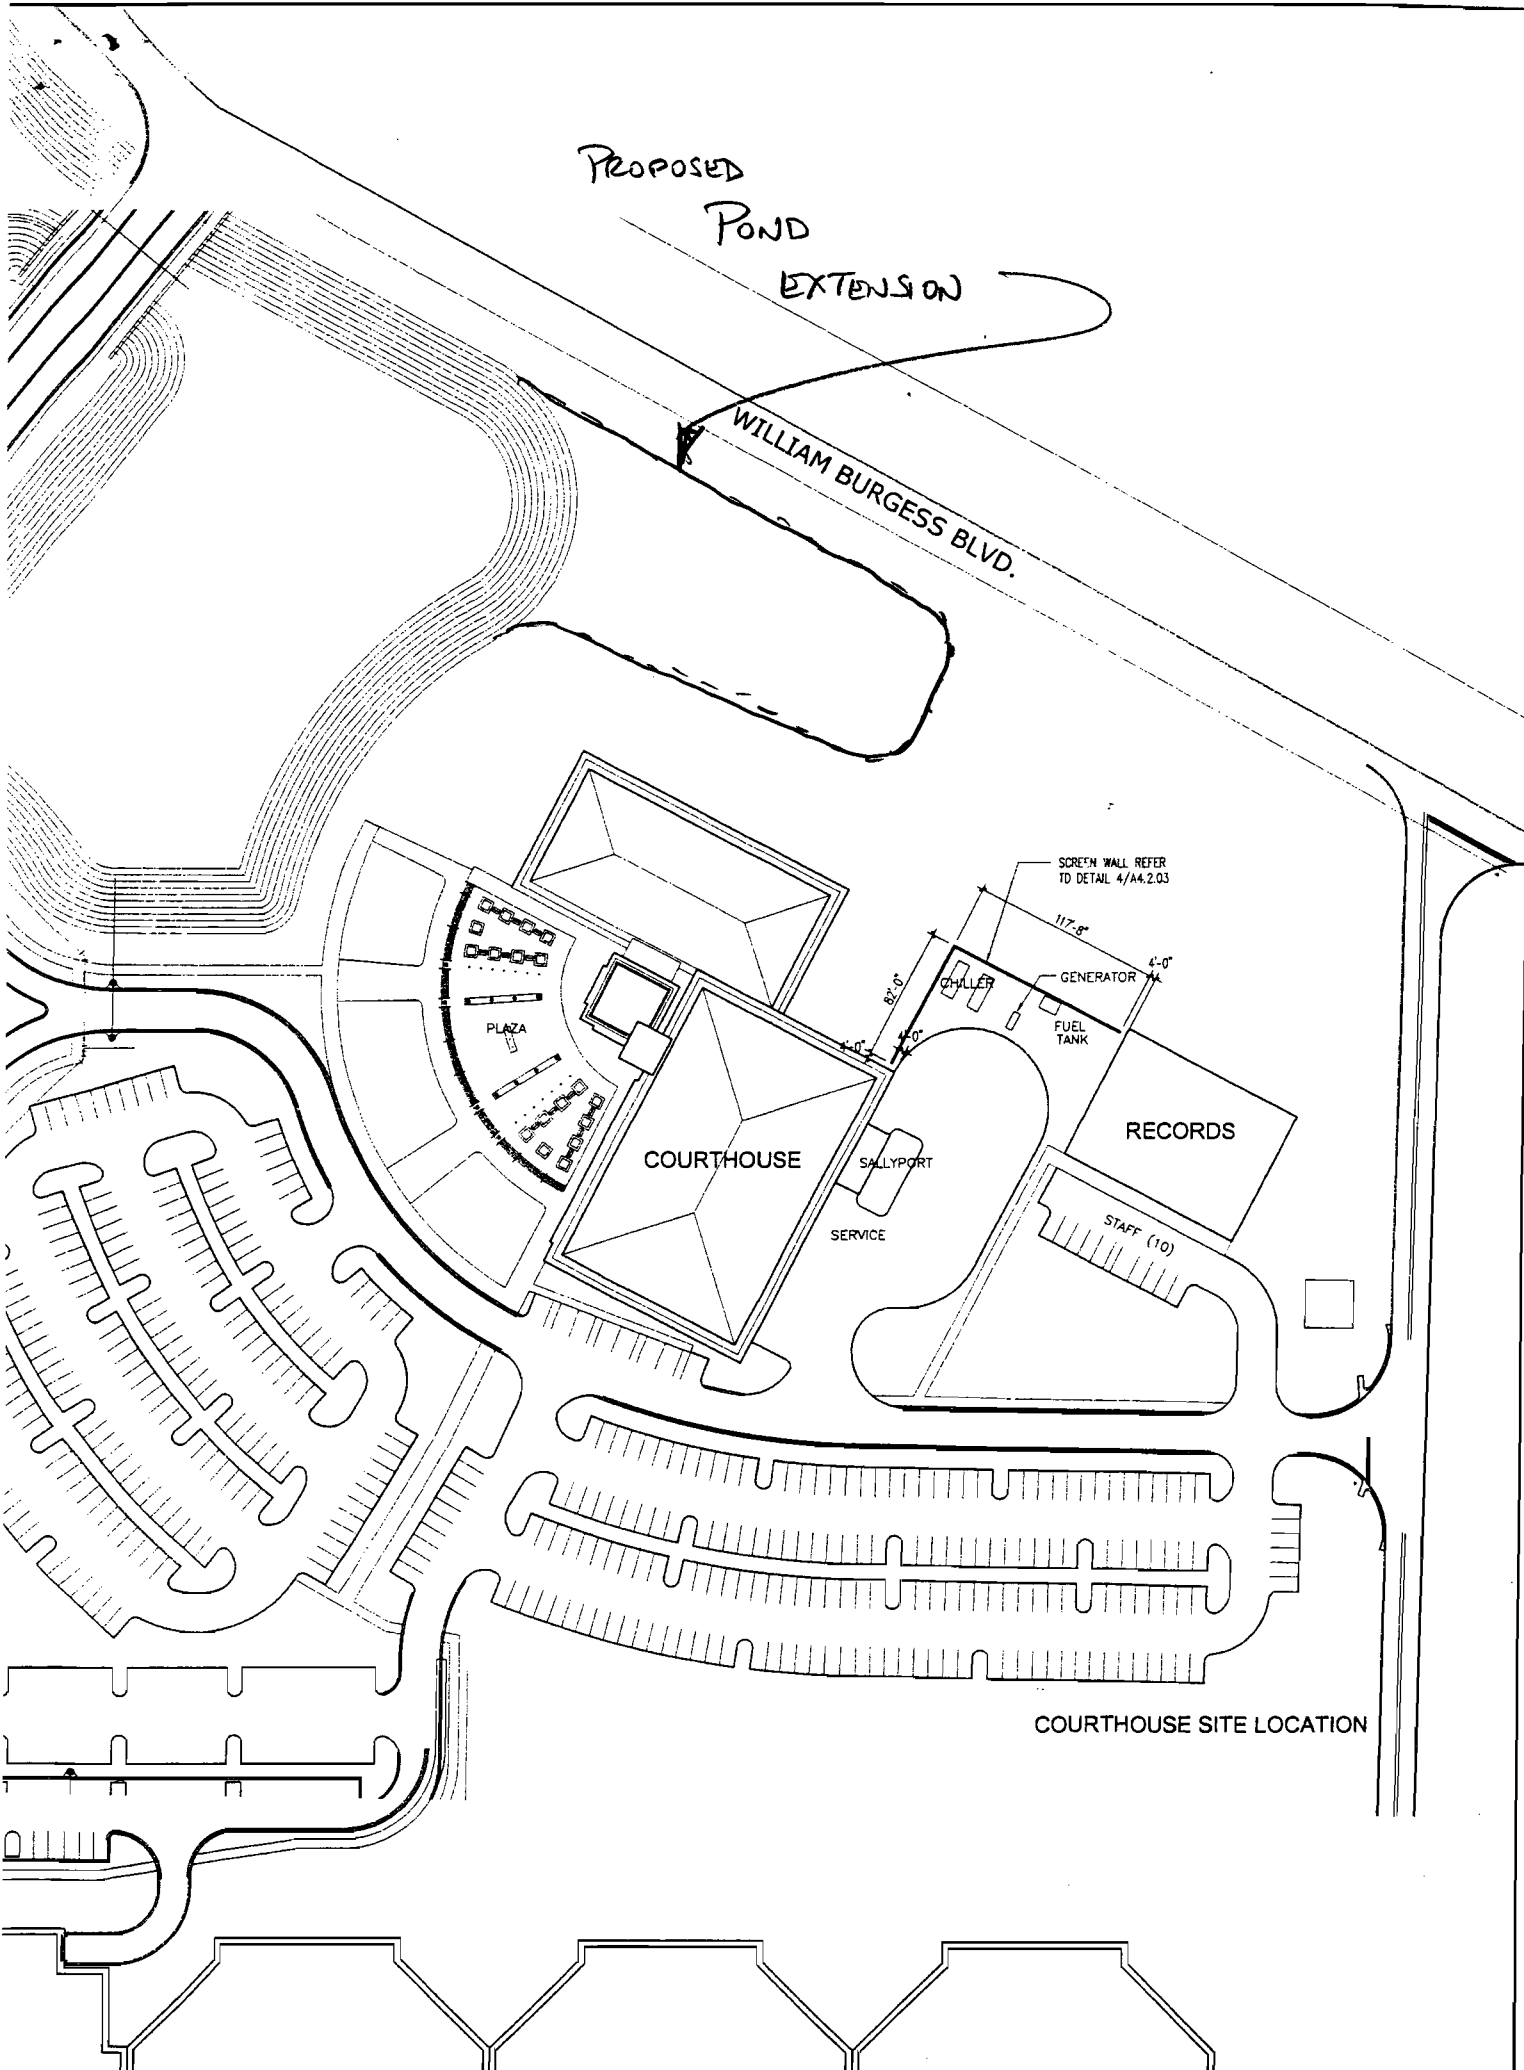 PROPOSED
POND
EXTENSION
WILLIAM BURGESS BLVD.
SCREEN WALL REFER
TO DETAIL 4/A4.2.03
117'-8"
4'-0"
82'-0"
CHILLER
GENERATOR
FUEL
TANK
4'-0"
4'-0"
PLAZA
RECORDS
COURTHOUSE
SALLYPORT
SERVICE
STAFF (10)
COURTHOUSE SITE LOCATION